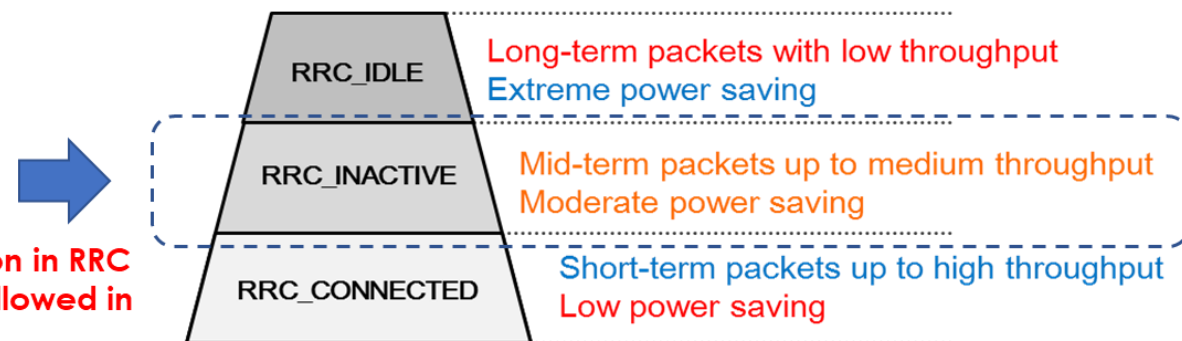 RRC_IDLE
Long-term packets with low throughput
Extreme power saving
RRC_INACTIVE
Mid-term packets up to medium throughput
Moderate power saving
on in RRC
llowed in
RRC_CONNECTED
Short-term packets up to high throughput
Low power saving